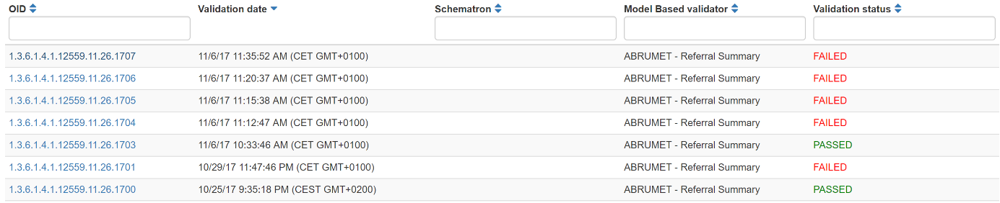 OID Validation date Schematron Model Based validator Validation status
1.3.6.1.4.1.12559.11.26.1707 11/6/17 11:35:52 AM (CET GMT+0100) ABRUMET - Referral Summary FAILED
1.3.6.1.4.1.12559.11.26.1706 11/6/17 11:20:37 AM (CET GMT+0100) ABRUMET - Referral Summary FAILED
1.3.6.1.4.1.12559.11.26.1705 11/6/17 11:15:38 AM (CET GMT+0100) ABRUMET - Referral Summary FAILED
1.3.6.1.4.1.12559.11.26.1704 11/6/17 11:12:47 AM (CET GMT+0100) ABRUMET - Referral Summary FAILED
1.3.6.1.4.1.12559.11.26.1703 11/6/17 10:33:46 AM (CET GMT+0100) ABRUMET - Referral Summary PASSED
1.3.6.1.4.1.12559.11.26.1701 10/29/17 11:47:46 PM (CET GMT+0100) ABRUMET - Referral Summary FAILED
1.3.6.1.4.1.12559.11.26.1700 10/25/17 9:35:18 PM (CEST GMT+0200) ABRUMET - Referral Summary PASSED